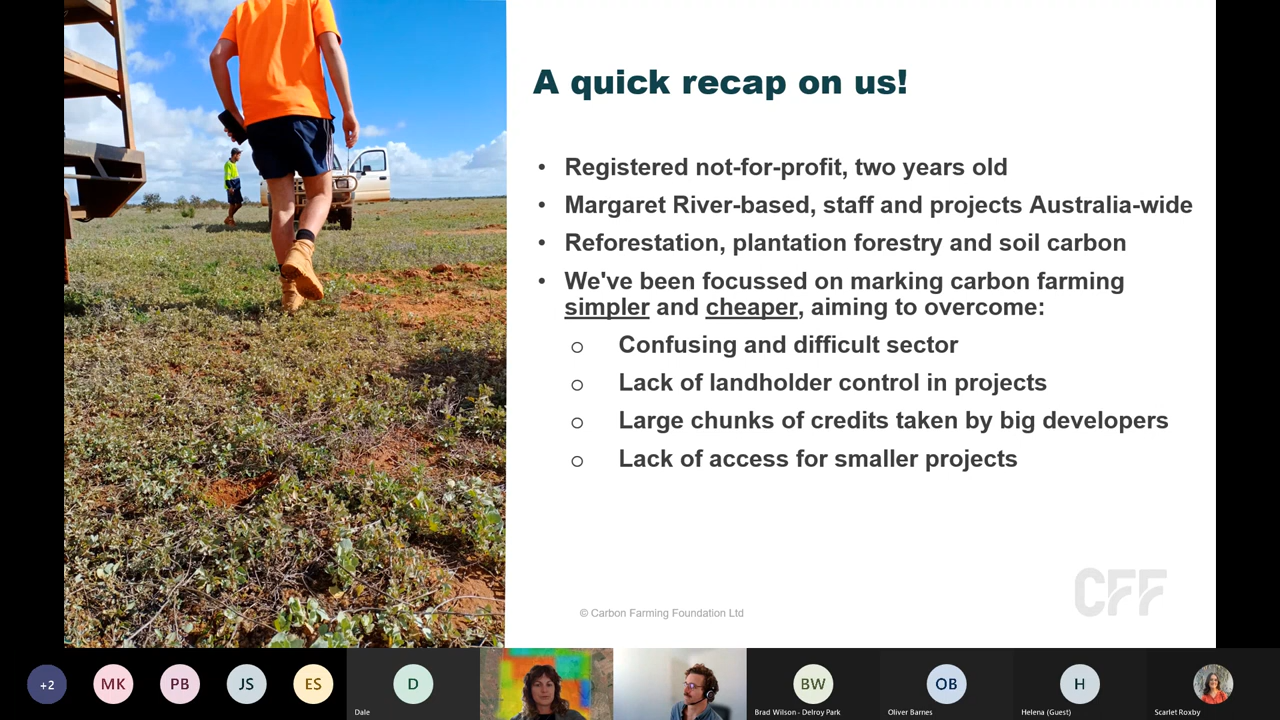 A quick recap on us!
• Registered not-for-profit, two years old
• Margaret River-based, staff and projects Australia-wide
• Reforestation, plantation forestry and soil carbon
• We've been focussed on marking carbon farming
simpler and cheaper, aiming to overcome:
o Confusing and difficult sector
o Lack of landholder control in projects
o Large chunks of credits taken by big developers
o Lack of access for smaller projects
CFF
© Carbon Farming Foundation Ltd
+2
MK
PB
JS
ES
D
Dale
BW
Brad Wilson - Delroy Park
OB
Oliver Barnes
H
Helena (Guest)
Scarlet Roxby